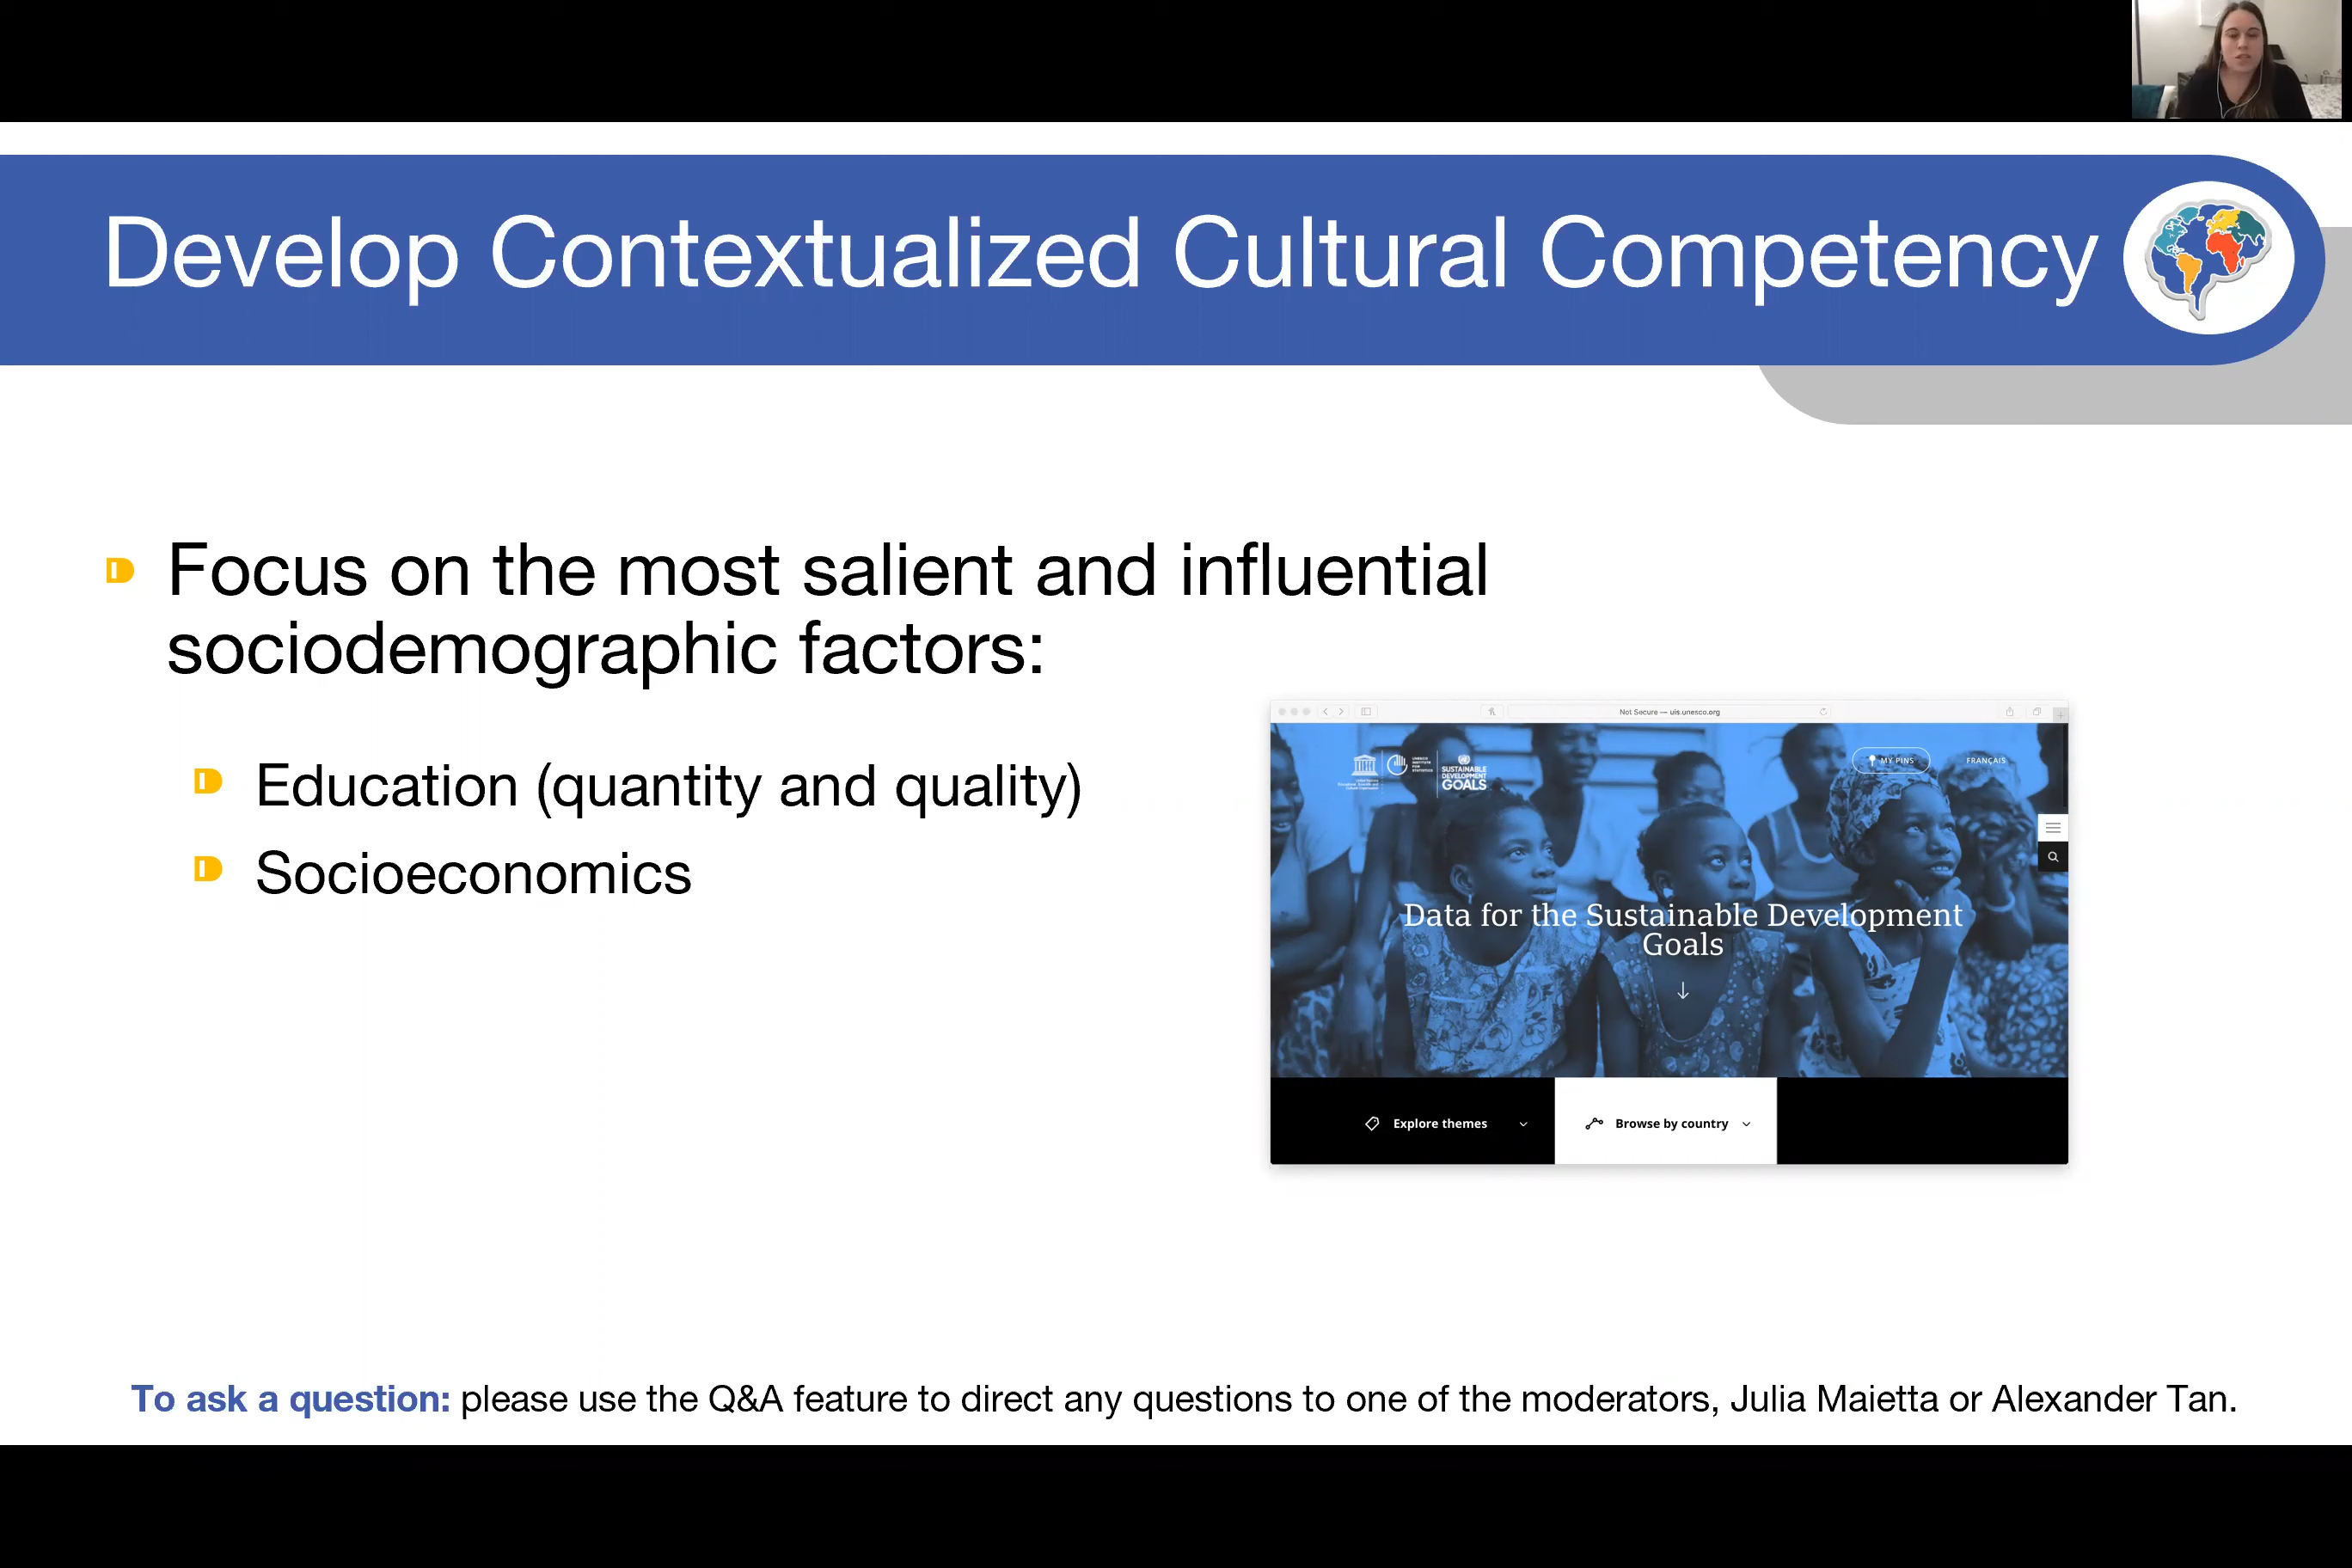 Develop Contextualized Cultural Competency
Focus on the most salient and influential
sociodemographic factors:
Education (quantity and quality)
Socioeconomics
Not Secure — uis.unesco.org
SUSTAINABLE
DEVELOPMENT
GOALS
MY PINS
FRANÇAIS
Data for the Sustainable Development
Goals
Explore themes
Browse by country
To ask a question: please use the Q&A feature to direct any questions to one of the moderators, Julia Maietta or Alexander Tan.